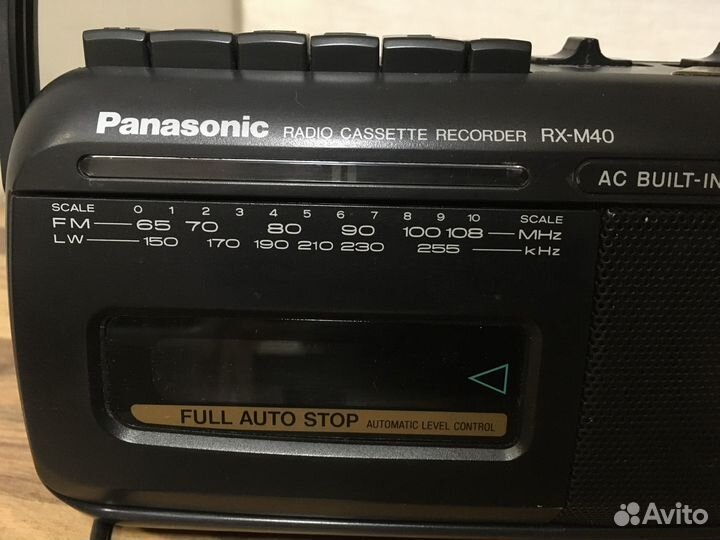 Panasonic RADIO CASSETTE RECORDER RX-M40
AC BUILT-IN
SCALE 0 1 2 3 4 5 6 7 8 9 10 SCALE
FM 65 70 80 90 100 108 MHz
LW 150 170 190 210 230 255 kHz
FULL AUTO STOP AUTOMATIC LEVEL CONTROL
Avito